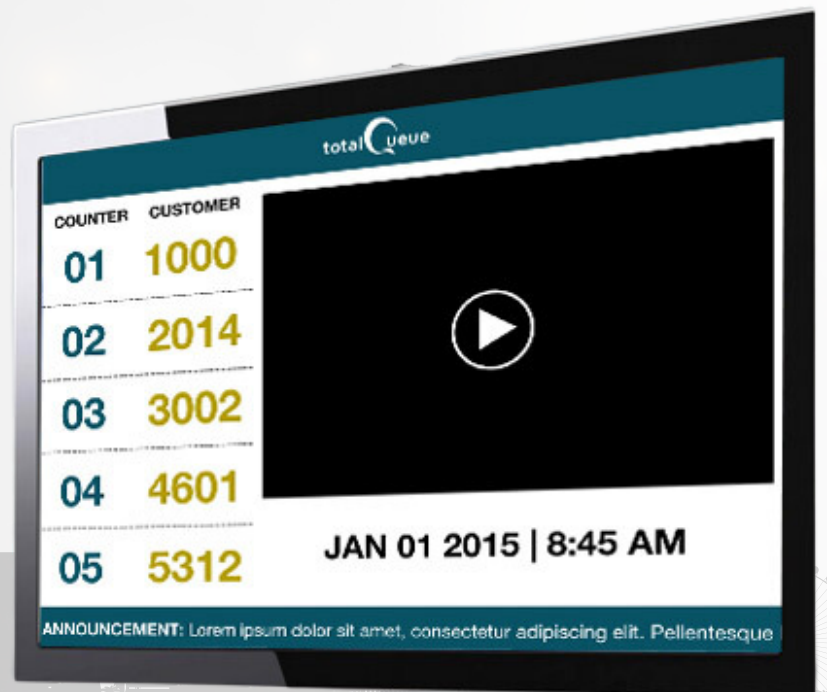 totalQueue
COUNTER CUSTOMER
01 1000
02 2014
03 3002
04 4601
05 5312
JAN 01 2015 | 8:45 AM
ANNOUNCEMENT: Lorem ipsum dolor sit amet, consectetur adipiscing elit. Pellentesque